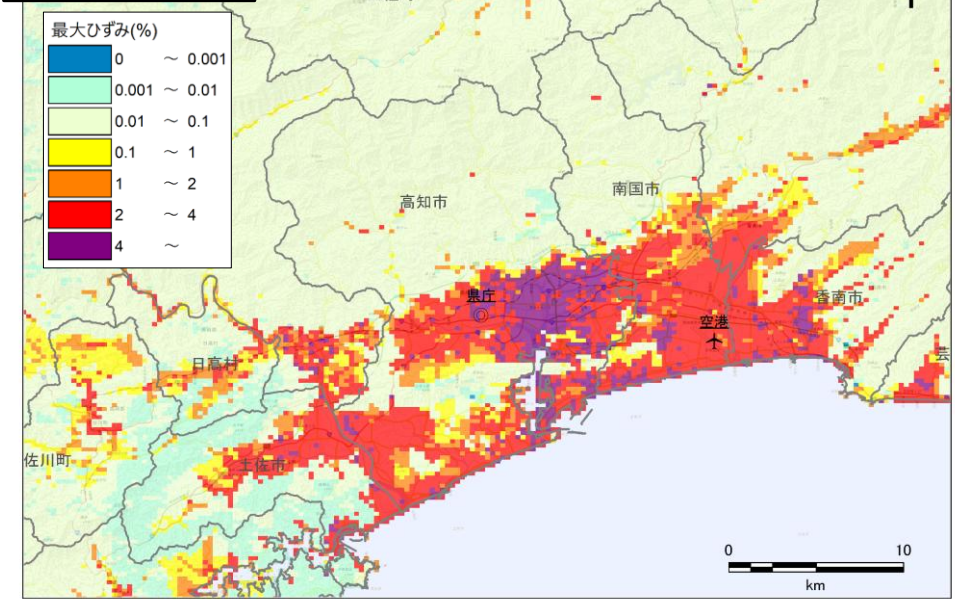 最大ひずみ(%)
0 ～ 0.001
0.001 ～ 0.01
0.01 ～ 0.1
0.1 ～ 1
1 ～ 2
2 ～ 4
4 ～
高知市
南国市
県庁
香南市
空港
日高村
佐川町
土佐市
0 10
km